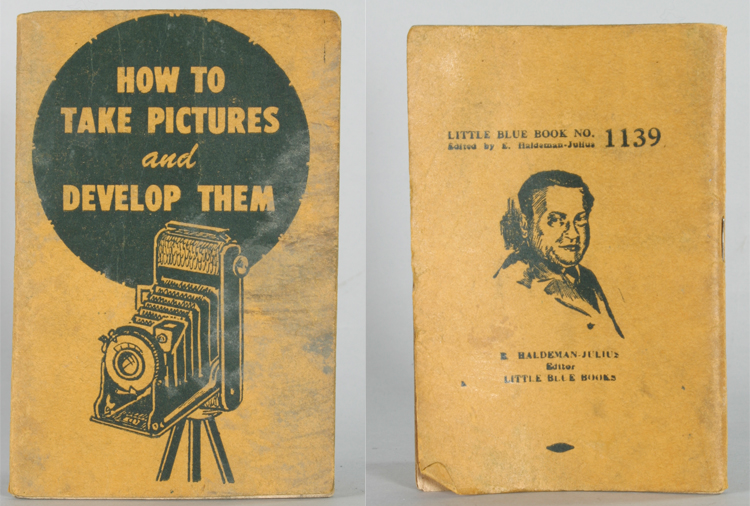 HOW TO
TAKE PICTURES
and
DEVELOP THEM
LITTLE BLUE BOOK NO. 1139
Edited by E. Haldeman-Julius
E. HALDEMAN-JULIUS
Editor
LITTLE BLUE BOOKS